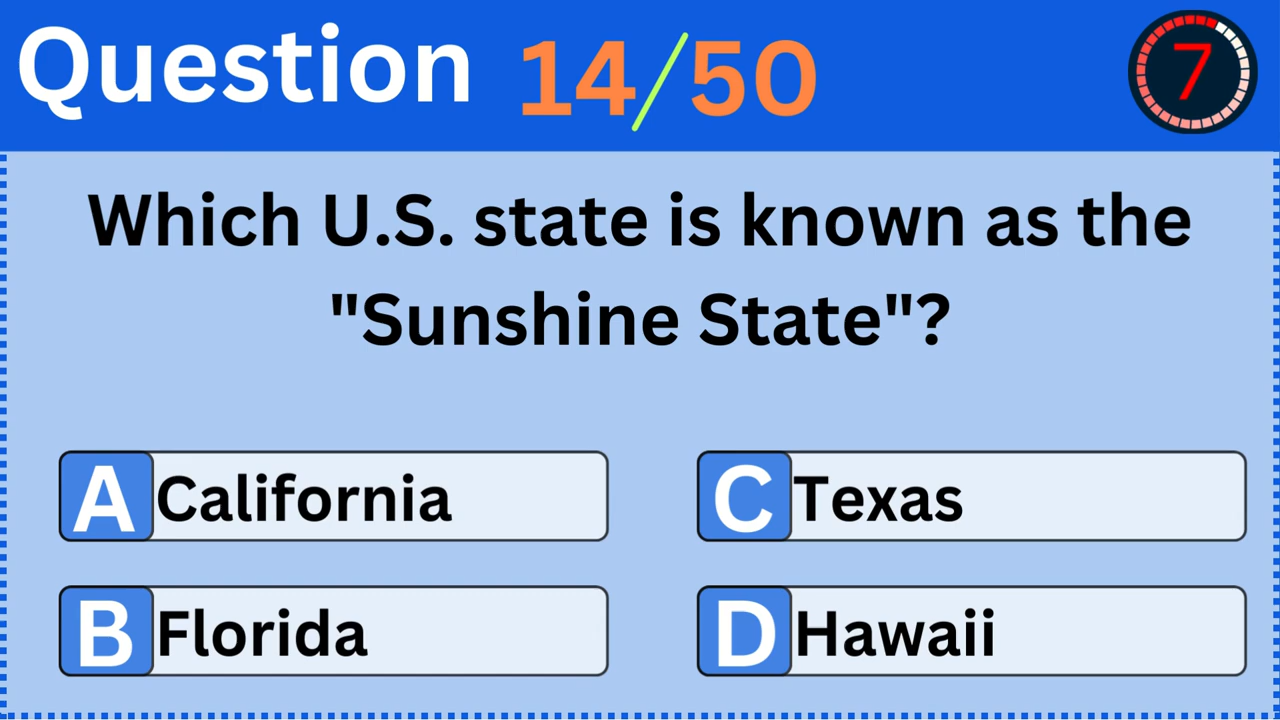 Question 14/50
7
Which U.S. state is known as the
"Sunshine State"?
A California
B Florida
C Texas
D Hawaii